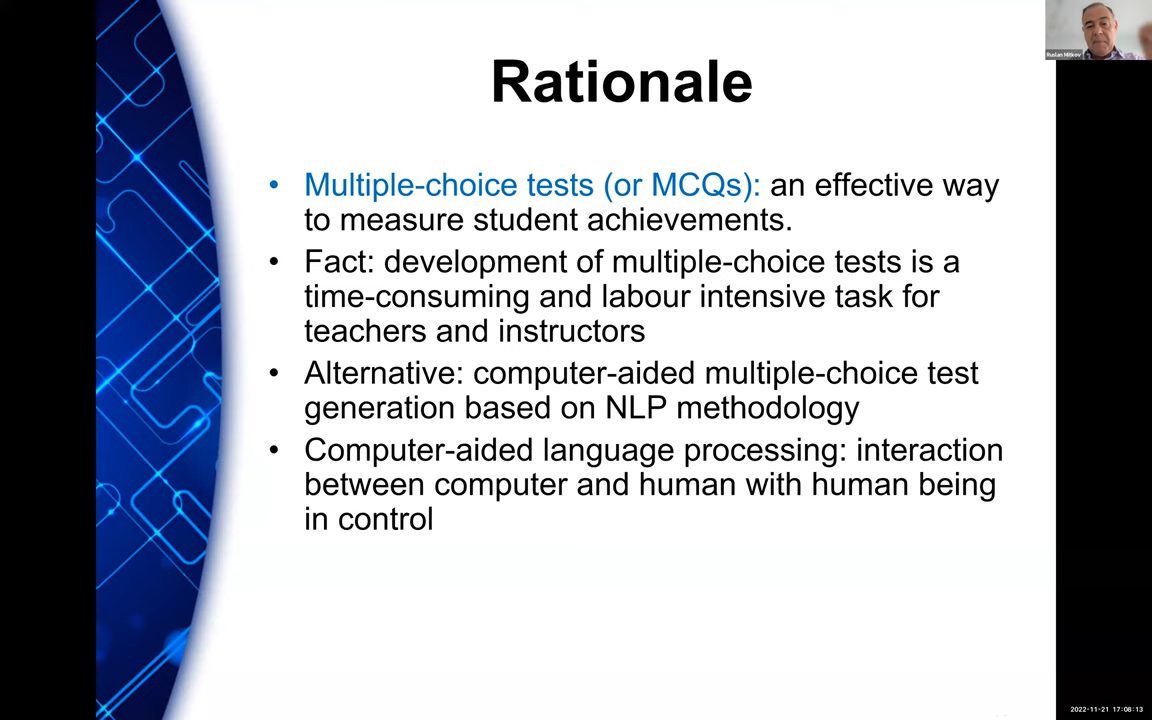 Ruslan Mitkov
Rationale
• Multiple-choice tests (or MCQs): an effective way
to measure student achievements.
• Fact: development of multiple-choice tests is a
time-consuming and labour intensive task for
teachers and instructors
• Alternative: computer-aided multiple-choice test
generation based on NLP methodology
• Computer-aided language processing: interaction
between computer and human with human being
in control
2022-11-21 17:08:13